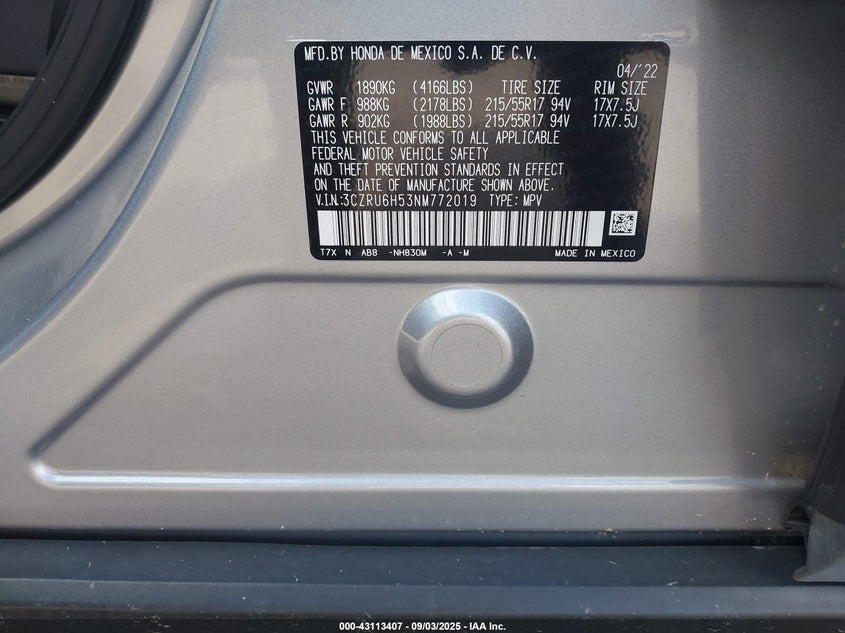 MFD.BY HONDA DE MEXICO S.A. DE C.V.
04/'22
GVWR 1890KG (4166LBS) TIRE SIZE RIM SIZE
GAWR F 988KG (2178LBS) 215/55R17 94V 17X7.5J
GAWR R 902KG (1988LBS) 215/55R17 94V 17X7.5J
THIS VEHICLE CONFORMS TO ALL APPLICABLE
FEDERAL MOTOR VEHICLE SAFETY
AND THEFT PREVENTION STANDARDS IN EFFECT
ON THE DATE OF MANUFACTURE SHOWN ABOVE.
V.I.N:3CZRU6H53NM772019 TYPE: MPV
T7X N AB8 -NH830M -A -M MADE IN MEXICO
000-43113407 - 09/03/2025 - IAA Inc.